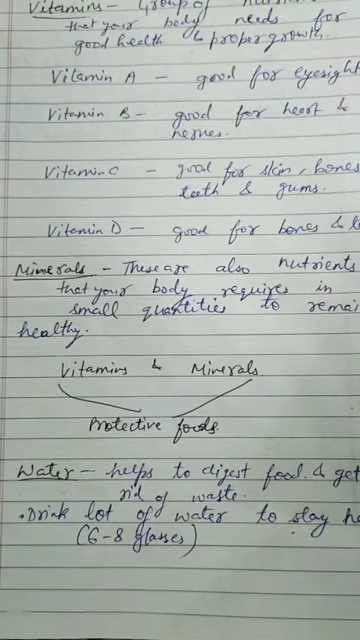 Vitamins - Group of
that your body needs for
good health & proper growth.
Vitamin A - good for eyesight
Vitamin B - good for heart &
nerves.
Vitamin C - good for skin, bones
teeth & gums.
Vitamin D - good for bones &
Minerals - These are also nutrients
that your body requires in
small quantities to remai
healthy.
Vitamins & Minerals.
Protective foods.
Water - helps to digest food & get
rid of waste.
. Drink lot of water to stay he
(6-8 glasses)